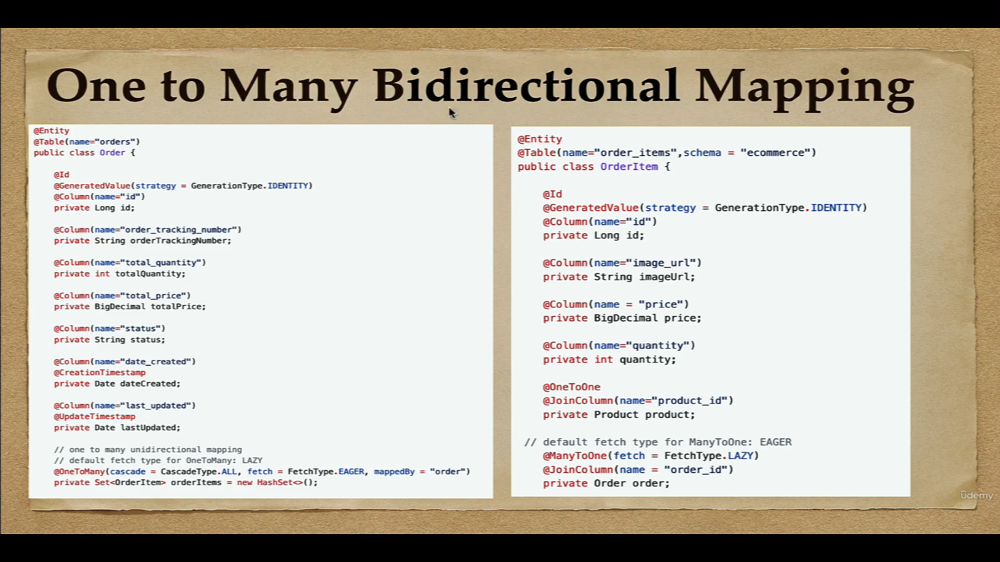 One to Many Bidirectional Mapping
@Entity
@Table(name="orders")
public class Order {
@Id
@GeneratedValue(strategy = GenerationType.IDENTITY)
@Column(name="id")
private Long id;
@Column(name="order_tracking_number")
private String orderTrackingNumber;
@Column(name="total_quantity")
private int totalQuantity;
@Column(name="total_price")
private BigDecimal totalPrice;
@Column(name="status")
private String status;
@Column(name="date_created")
@CreationTimestamp
private Date dateCreated;
@Column(name="last_updated")
@UpdateTimestamp
private Date lastUpdated;
// one to many unidirectional mapping
// default fetch type for OneToMany: LAZY
@OneToMany(cascade = CascadeType.ALL, fetch = FetchType.EAGER, mappedBy = "order")
private Set<OrderItem> orderItems = new HashSet<>();
@Entity
@Table(name="order_items",schema = "ecommerce")
public class OrderItem {
@Id
@GeneratedValue(strategy = GenerationType.IDENTITY)
@Column(name="id")
private Long id;
@Column(name="image_url")
private String imageUrl;
@Column(name = "price")
private BigDecimal price;
@Column(name="quantity")
private int quantity;
@OneToOne
@JoinColumn(name="product_id")
private Product product;
// default fetch type for ManyToOne: EAGER
@ManyToOne(fetch = FetchType.LAZY)
@JoinColumn(name = "order_id")
private Order order;
ûdemy